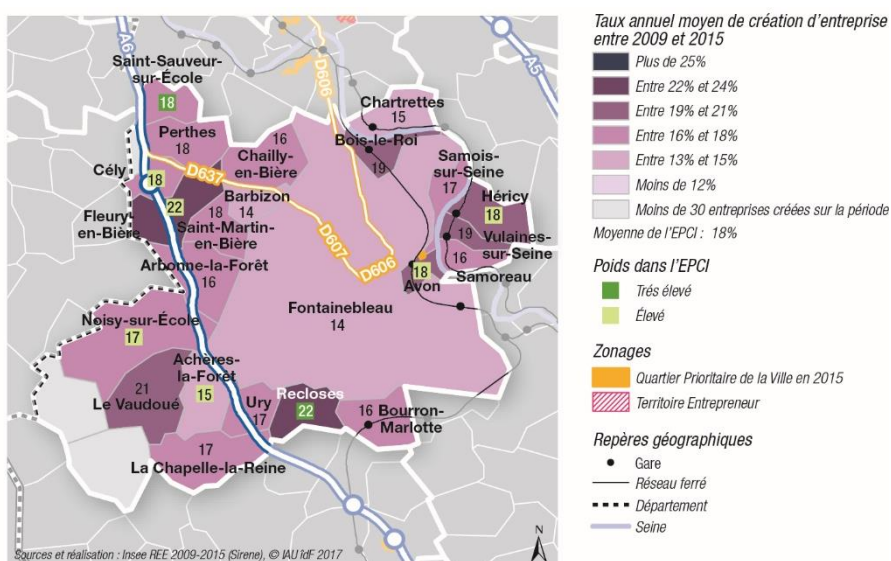 A6
A5
D606
Saint-Sauveur-
sur-École
18
Chartrettes
15
Perthes
18
16
Chailly-
en-Bière
Bois-le-Roi
19
Samois-
sur-Seine
17
Cély
18
D637
Barbizon
14
Héricy
18
Fleury-
en-Bière
22
18
Saint-Martin-
en-Bière
D607
D606
19
Vulaines-
sur-Seine
16
Samoreau
18
Avon
Arbonne-la-Forêt
16
Fontainebleau
14
Noisy-sur-École
17
Achères-
la-Forêt
15
21
Le Vaudoué
Ury
17
Recloses
22
16
Bourron-
Marlotte
17
La Chapelle-la-Reine
N
Sources et réalisation : Insee REE 2009-2015 (Sirene), © IAU îdF 2017
Taux annuel moyen de création d'entreprise
entre 2009 et 2015
Plus de 25%
Entre 22% et 24%
Entre 19% et 21%
Entre 16% et 18%
Entre 13% et 15%
Moins de 12%
Moins de 30 entreprises créées sur la période
Moyenne de l'EPCI : 18%
Poids dans l'EPCI
Trés élevé
Élevé
Zonages
Quartier Prioritaire de la Ville en 2015
Territoire Entrepreneur
Repères géographiques
Gare
Réseau ferré
Département
Seine